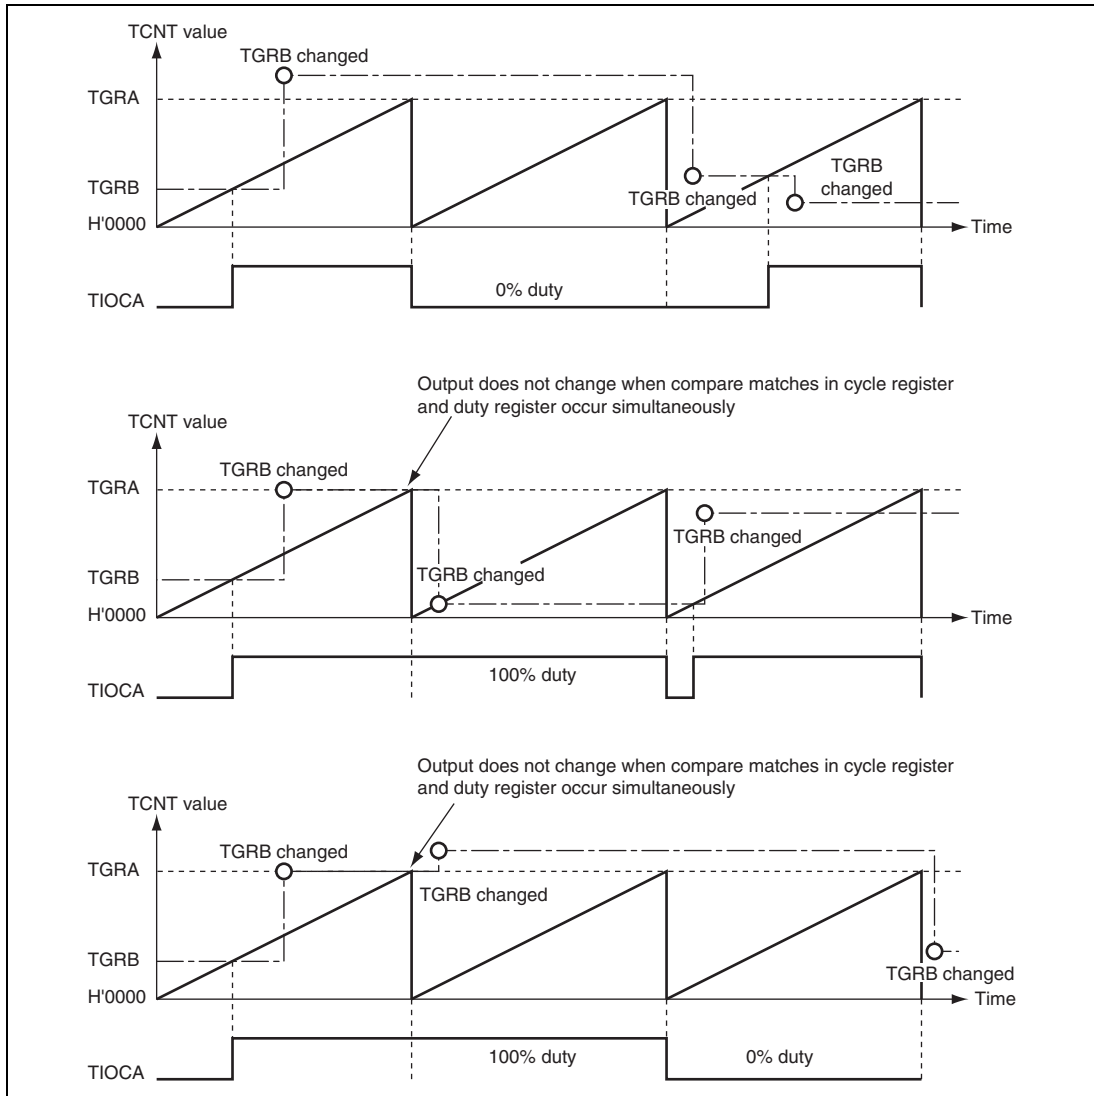 TCNT value
TGRB changed
TGRA
TGRB
TGRB changed
TGRB
changed
H'0000
Time
0% duty
TIOCA
Output does not change when compare matches in cycle register
and duty register occur simultaneously
TCNT value
TGRB changed
TGRA
TGRB changed
TGRB
TGRB changed
H'0000
Time
100% duty
TIOCA
Output does not change when compare matches in cycle register
and duty register occur simultaneously
TCNT value
TGRB changed
TGRA
TGRB changed
TGRB
TGRB changed
H'0000
Time
100% duty
0% duty
TIOCA